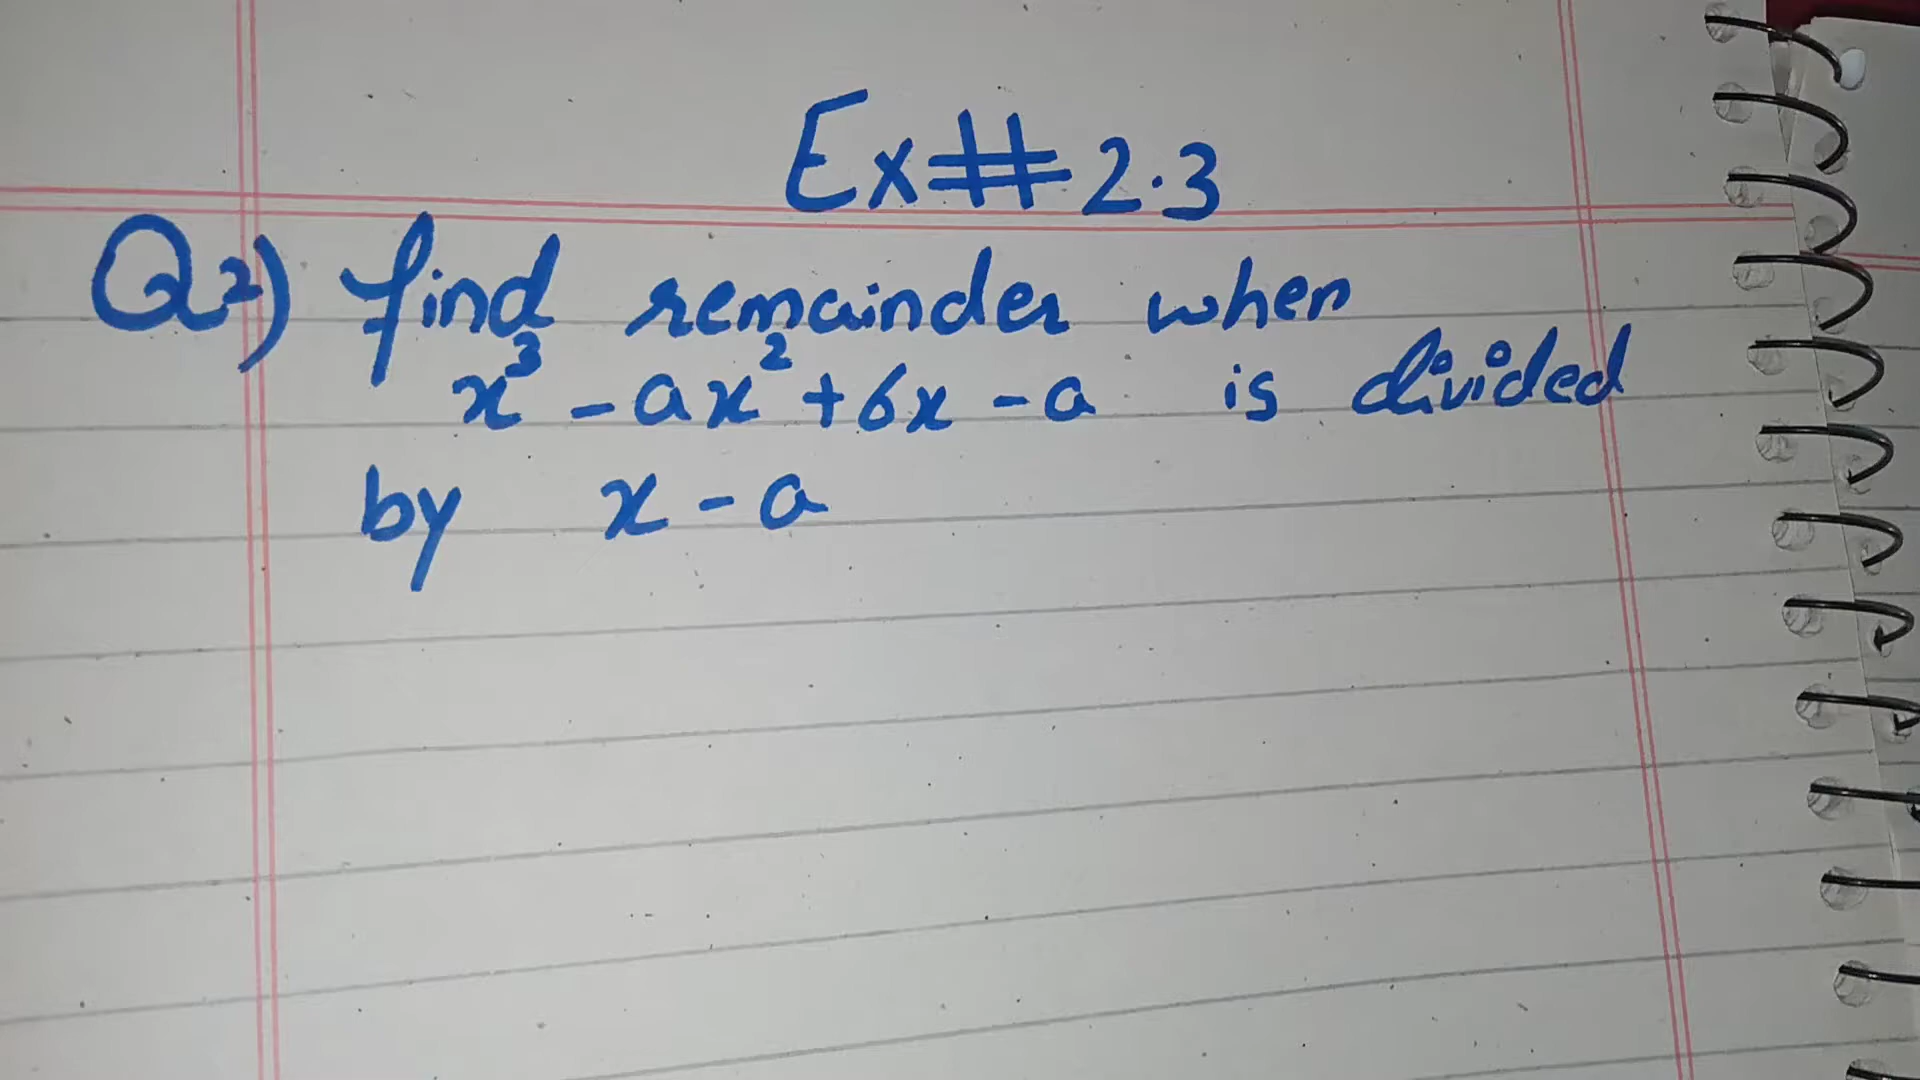 Ex# 2.3
Q2) find remainder when
x³ - ax² + 6x - a is divided
by x - a